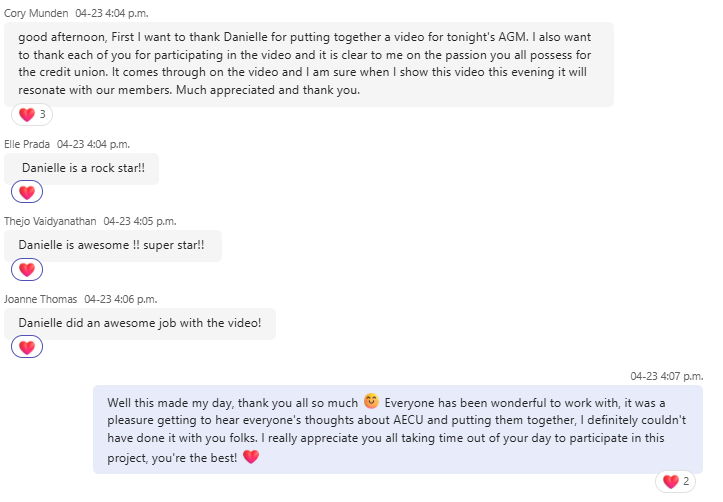 Cory Munden 04-23 4:04 p.m.
good afternoon, First I want to thank Danielle for putting together a video for tonight's AGM. I also want
to thank each of you for participating in the video and it is clear to me on the passion you all possess for
the credit union. It comes through on the video and I am sure when I show this video this evening it will
resonate with our members. Much appreciated and thank you.
3
Elle Prada 04-23 4:04 p.m.
Danielle is a rock star!!
Thejo Vaidyanathan 04-23 4:05 p.m.
Danielle is awesome !! super star!!
Joanne Thomas 04-23 4:06 p.m.
Danielle did an awesome job with the video!
04-23 4:07 p.m.
Well this made my day, thank you all so much 😊 Everyone has been wonderful to work with, it was a
pleasure getting to hear everyone's thoughts about AECU and putting them together, I definitely couldn't
have done it with you folks. I really appreciate you all taking time out of your day to participate in this
project, you're the best! ❤️
2